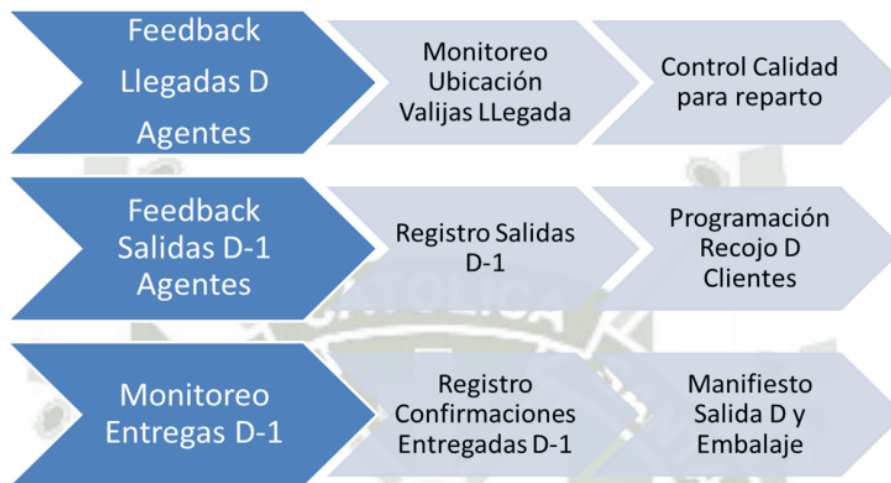 Feedback
Llegadas D
Agentes
Monitoreo
Ubicación
Valijas LLegada
Control Calidad
para reparto
Feedback
Salidas D-1
Agentes
Registro Salidas
D-1
Programación
Recojo D
Clientes
Monitoreo
Entregas D-1
Registro
Confirmaciones
Entregadas D-1
Manifiesto
Salida D y
Embalaje
CATOLICA